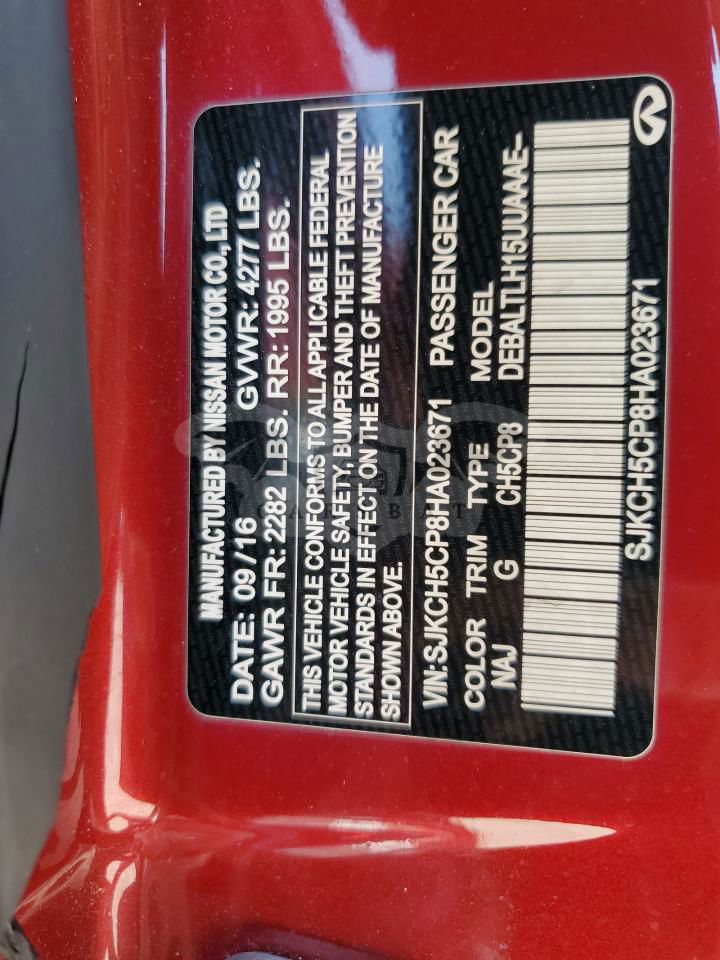 MANUFACTURED BY NISSAN MOTOR CO., LTD
DATE: 09 / 16 GVWR: 4277 LBS.
GAWR FR: 2282 LBS. RR: 1995 LBS.
THIS VEHICLE CONFORMS TO ALL APPLICABLE FEDERAL
MOTOR VEHICLE SAFETY, BUMPER AND THEFT PREVENTION
STANDARDS IN EFFECT ON THE DATE OF MANUFACTURE
SHOWN ABOVE.
VIN:SJKCH5CP8HA023671 PASSENGER CAR
COLOR TRIM TYPE MODEL
NAJ G CH5CP8 DEBALTLH15UUAAAE-
SJKCH5CP8HA023671